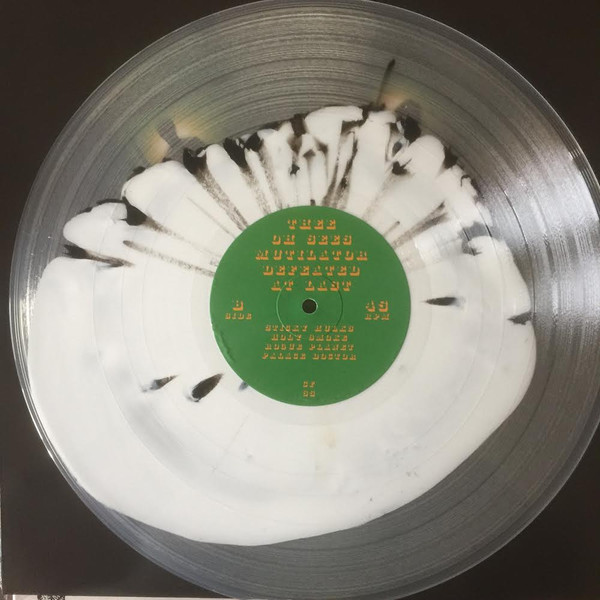 THEE
OH SEES
MUTILATOR
DEFEATED
AT LAST
B 45
SIDE RPM
STICKY HULKS
HOLY SMOKE
ROGUE PLANET
PALACE DOCTOR
CF